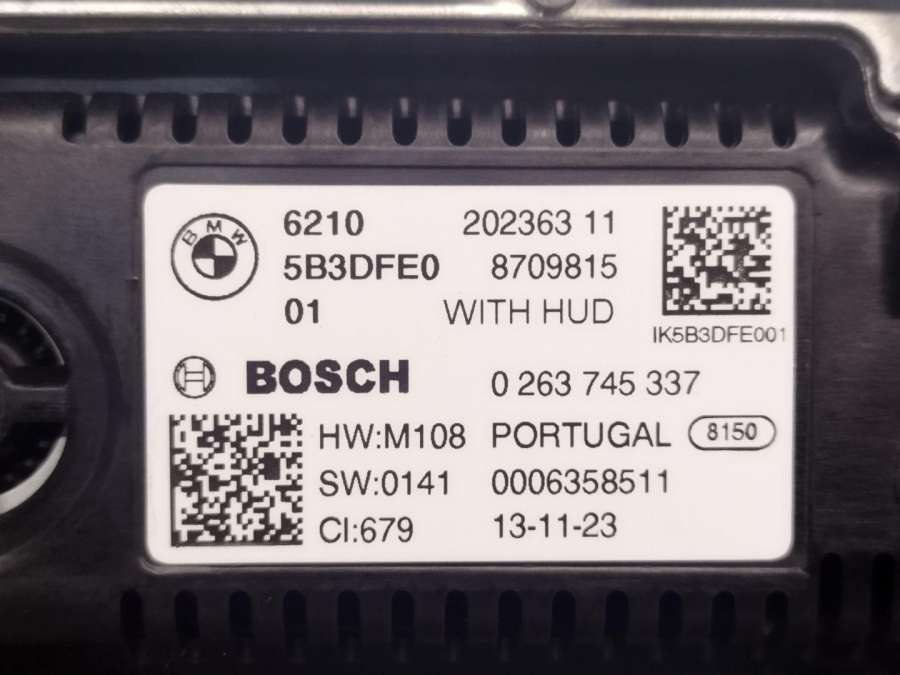 BMW
6210 202363 11
5B3DFE0 8709815
01 WITH HUD
IK5B3DFE001
BOSCH 0 263 745 337
HW:M108 PORTUGAL 8150
SW:0141 0006358511
CI:679 13-11-23